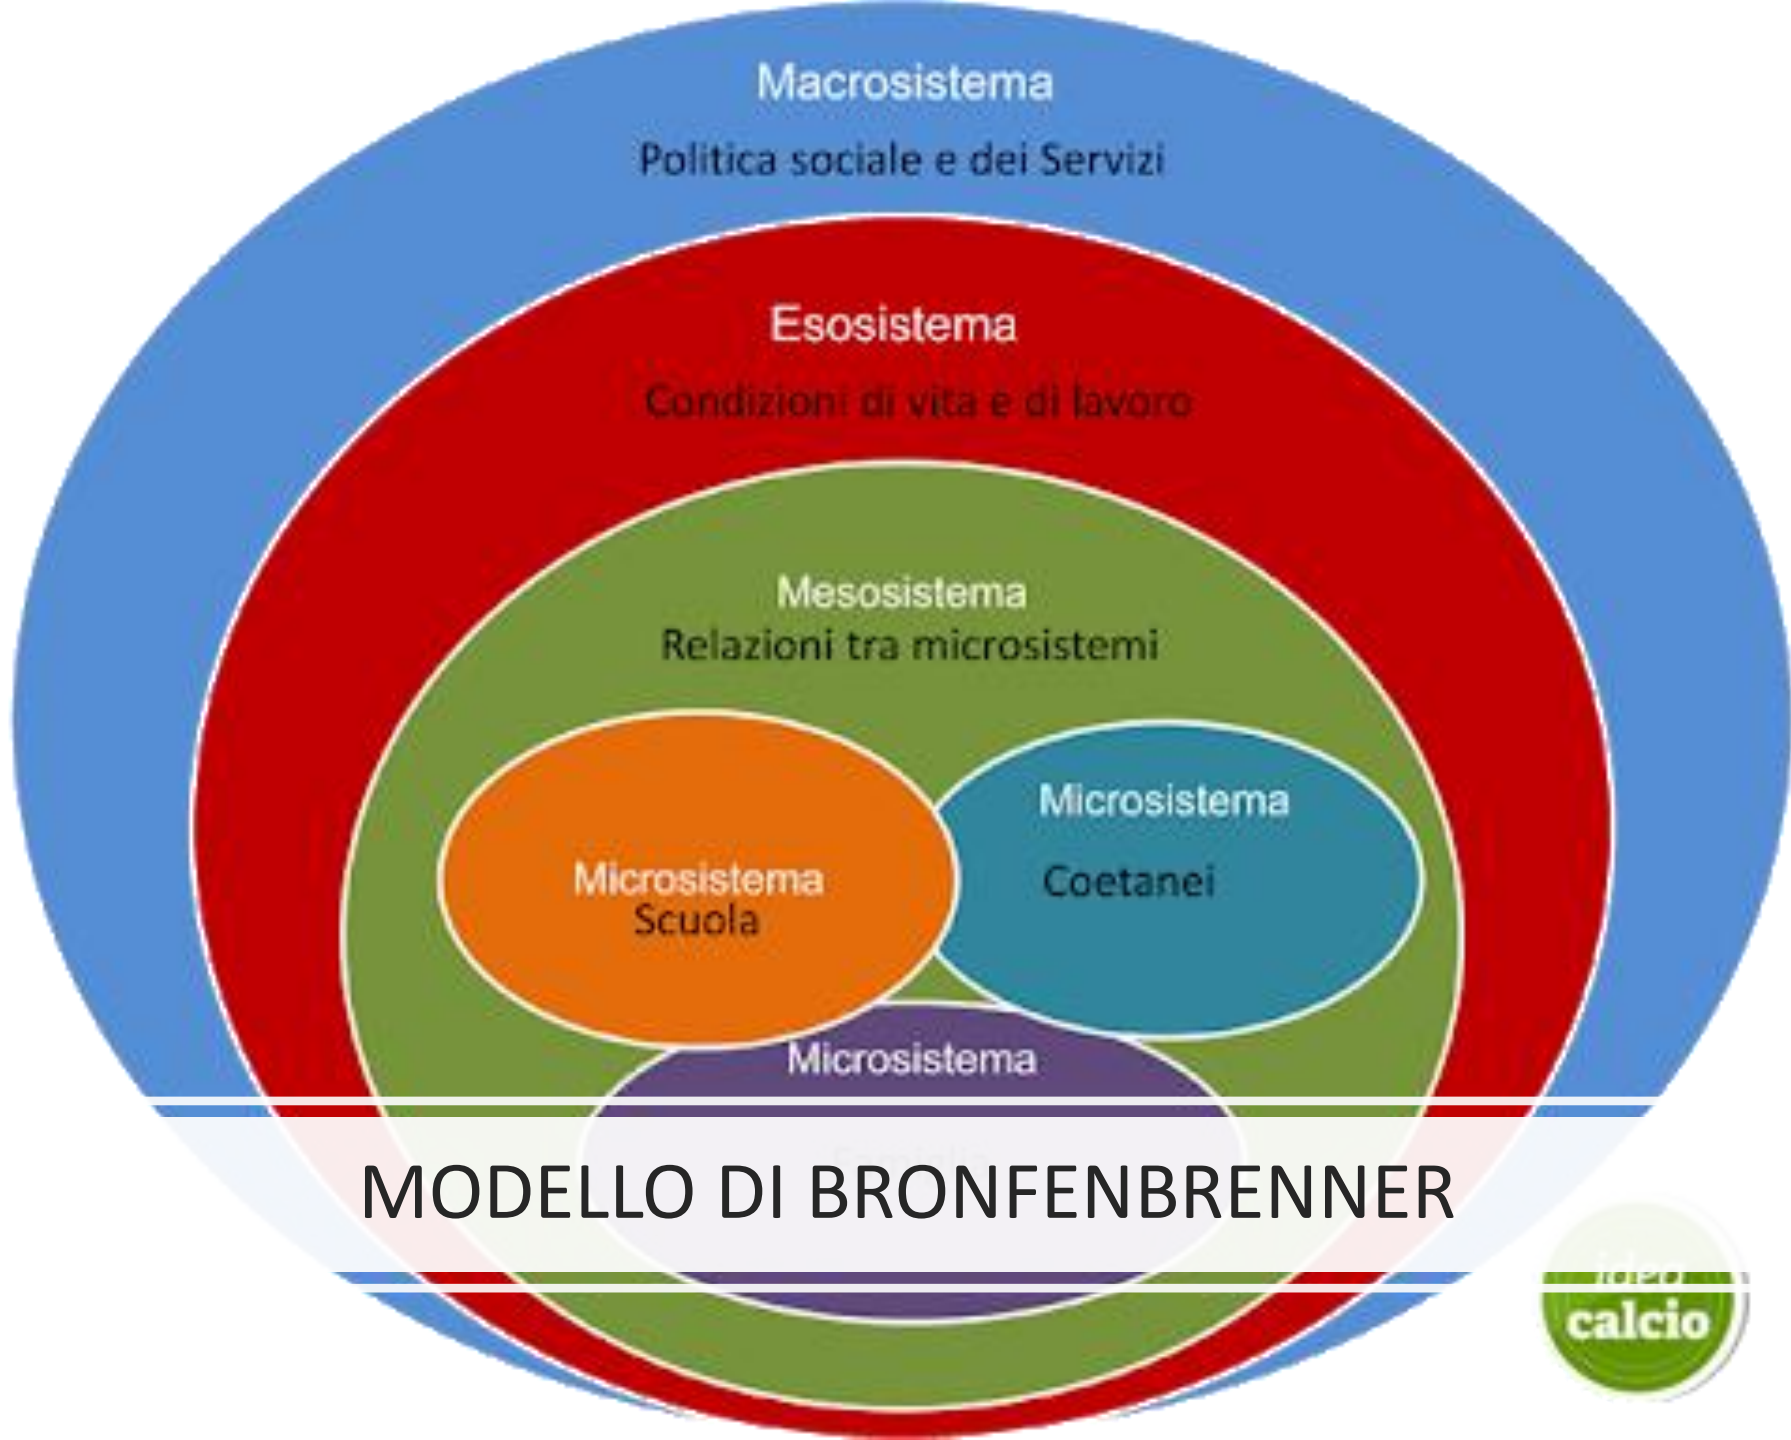 Macrosistema
Politica sociale e dei Servizi
Esosistema
Condizioni di vita e di lavoro
Mesosistema
Relazioni tra microsistemi
Microsistema
Coetanei
Microsistema
Scuola
Microsistema
MODELLO DI BRONFENBRENNER
calcio